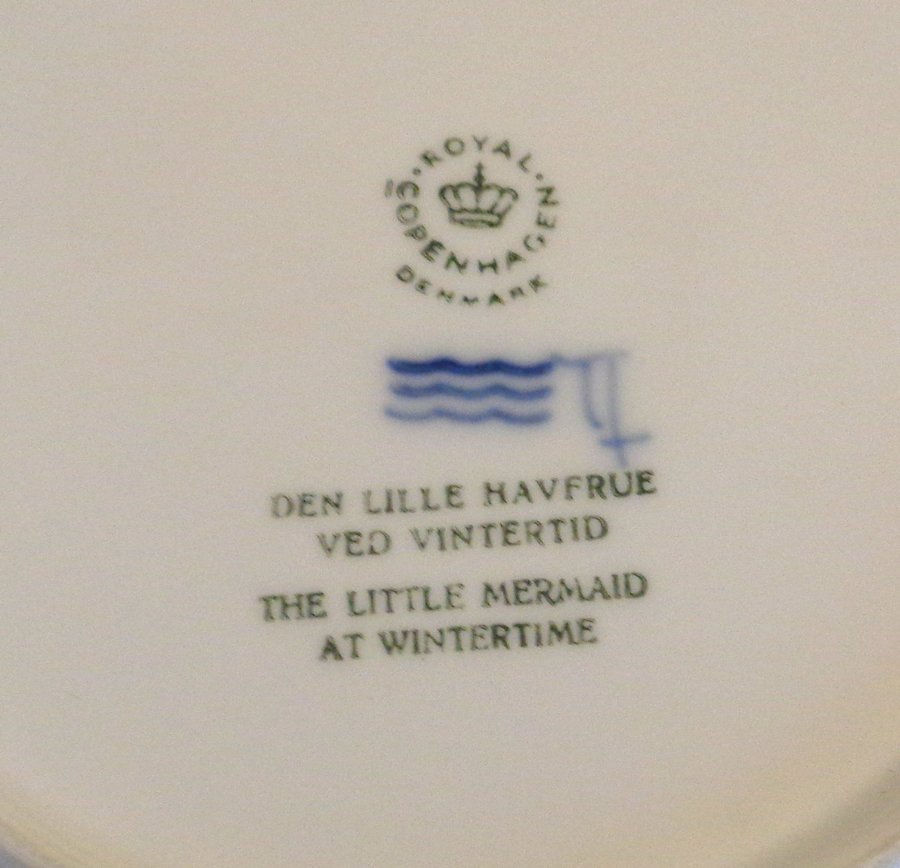 ROYAL
COPENHAGEN
DENMARK
DEN LILLE HAVFRUE
VED VINTERTID
THE LITTLE MERMAID
AT WINTERTIME